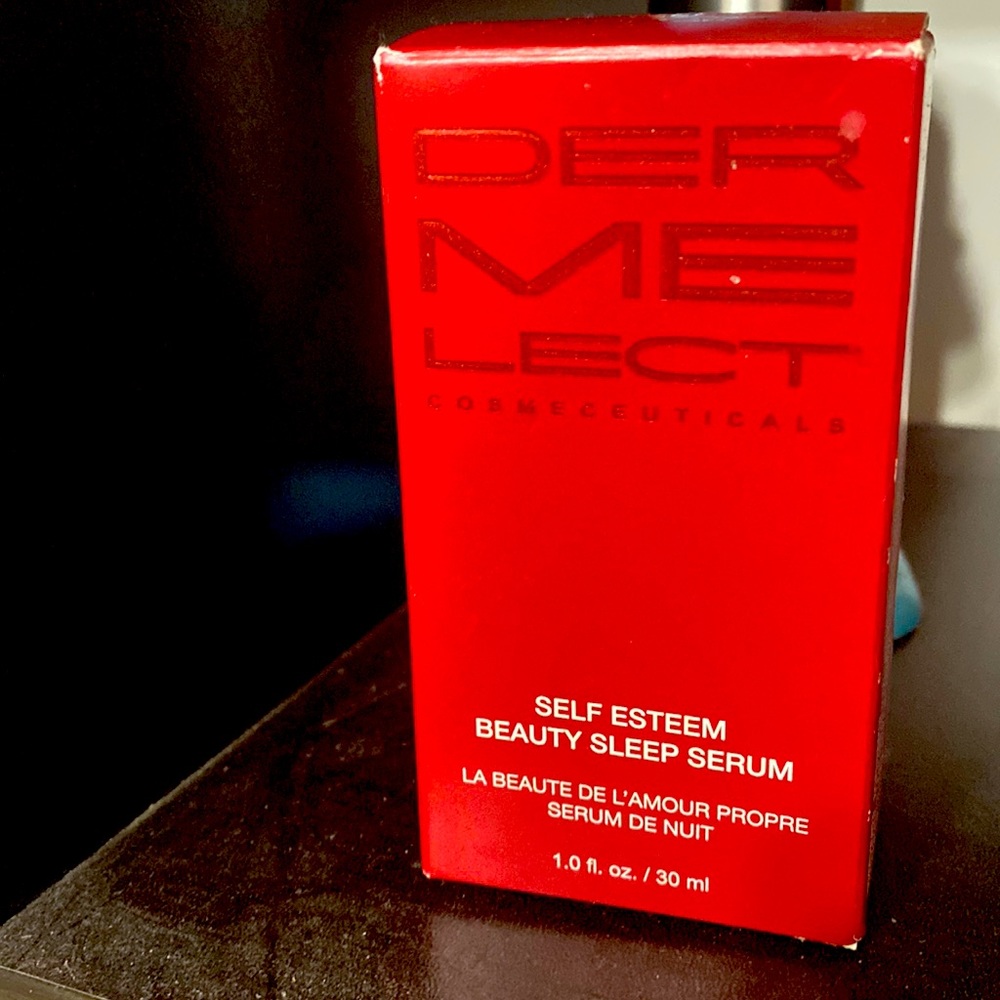 DER
ME
LECT
COSMECEUTICALS
SELF ESTEEM
BEAUTY SLEEP SERUM
LA BEAUTE DE L'AMOUR PROPRE
SERUM DE NUIT
1.0 fl. oz. / 30 ml